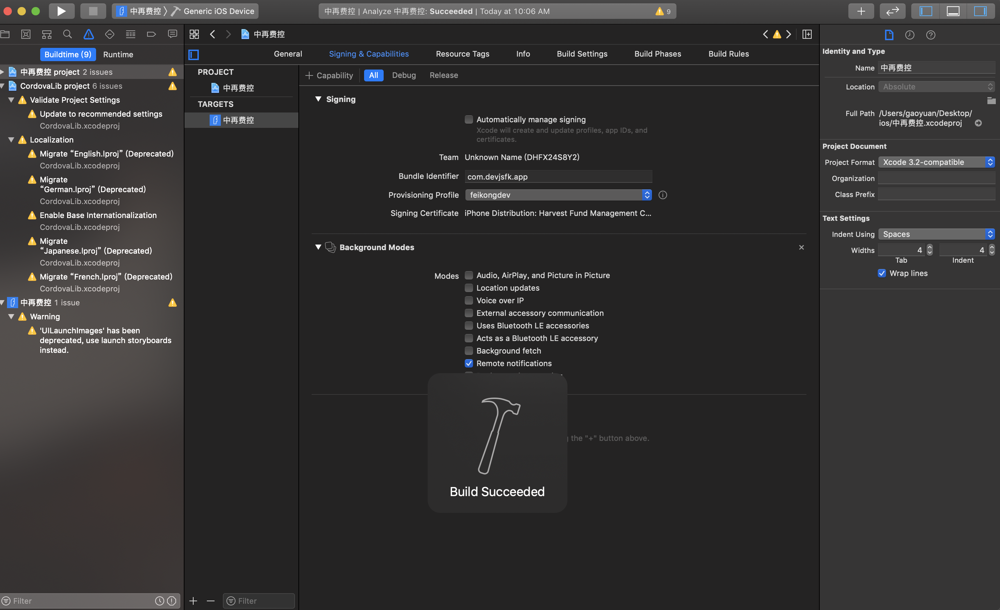 中再费控 〉 Generic iOS Device
中再费控 | Analyze 中再费控: Succeeded | Today at 10:06 AM
9
中再费控
Buildtime (9)
Runtime
中再费控 project 2 issues
CordovaLib project 6 issues
Validate Project Settings
Update to recommended settings
CordovaLib.xcodeproj
Localization
Migrate “English.lproj” (Deprecated)
CordovaLib.xcodeproj
Migrate
“German.lproj” (Deprecated)
CordovaLib.xcodeproj
Enable Base Internationalization
CordovaLib.xcodeproj
Migrate
“Japanese.lproj” (Deprecated)
CordovaLib.xcodeproj
Migrate “French.lproj” (Deprecated)
CordovaLib.xcodeproj
中再费控 1 issue
Warning
'UILaunchImages' has been
deprecated, use launch storyboards
instead.
Filter
General
Signing & Capabilities
Resource Tags
Info
Build Settings
Build Phases
Build Rules
PROJECT
中再费控
TARGETS
中再费控
Filter
+ Capability
All
Debug
Release
Signing
Automatically manage signing
Xcode will create and update profiles, app IDs, and
certificates.
Team Unknown Name (DHFX24S8Y2)
Bundle Identifier com.devjsfk.app
Provisioning Profile feikongdev
Signing Certificate iPhone Distribution: Harvest Fund Management C...
Background Modes
Modes
Audio, AirPlay, and Picture in Picture
Location updates
Voice over IP
External accessory communication
Uses Bluetooth LE accessories
Acts as a Bluetooth LE accessory
Background fetch
Remote notifications
the "+" button above.
Build Succeeded
Identity and Type
Name 中再费控
Location Absolute
Full Path /Users/gaoyuan/Desktop/
ios/中再费控.xcodeproj
Project Document
Project Format Xcode 3.2-compatible
Organization
Class Prefix
Text Settings
Indent Using Spaces
Widths 4 4
Tab Indent
Wrap lines